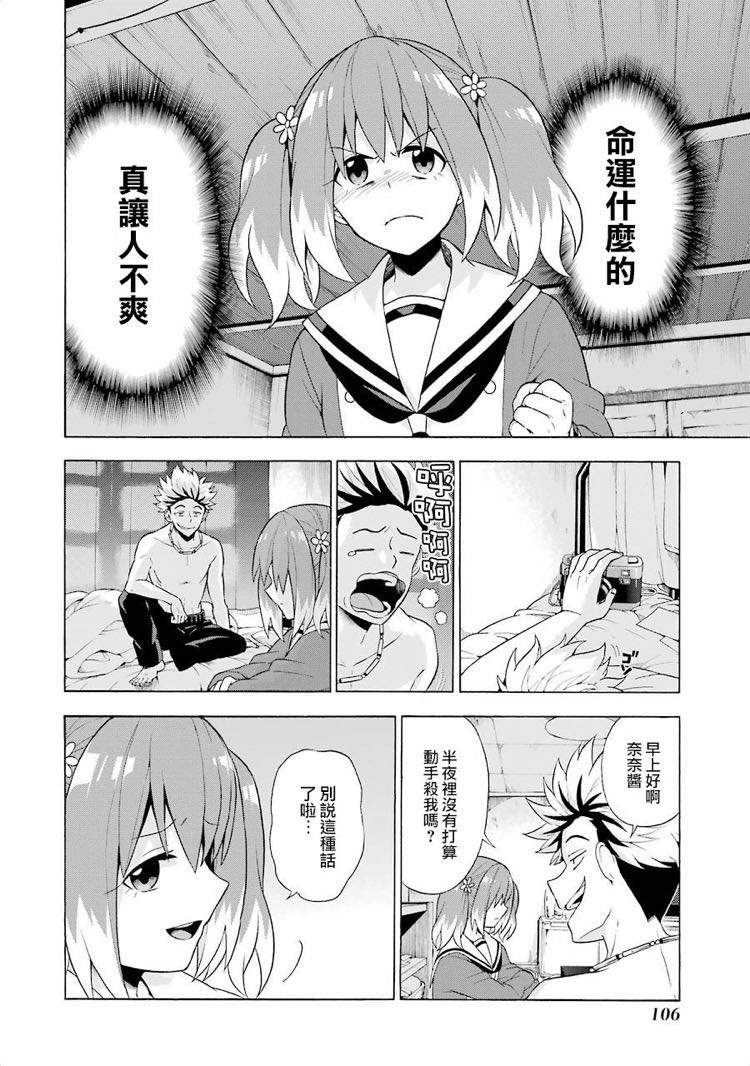 命運什麼的
真讓人不爽
ゴソ
呼啊啊啊
早上好啊
奈奈醬
半夜裡沒有打算
動手殺我嗎？
別說這種話
了啦…
106